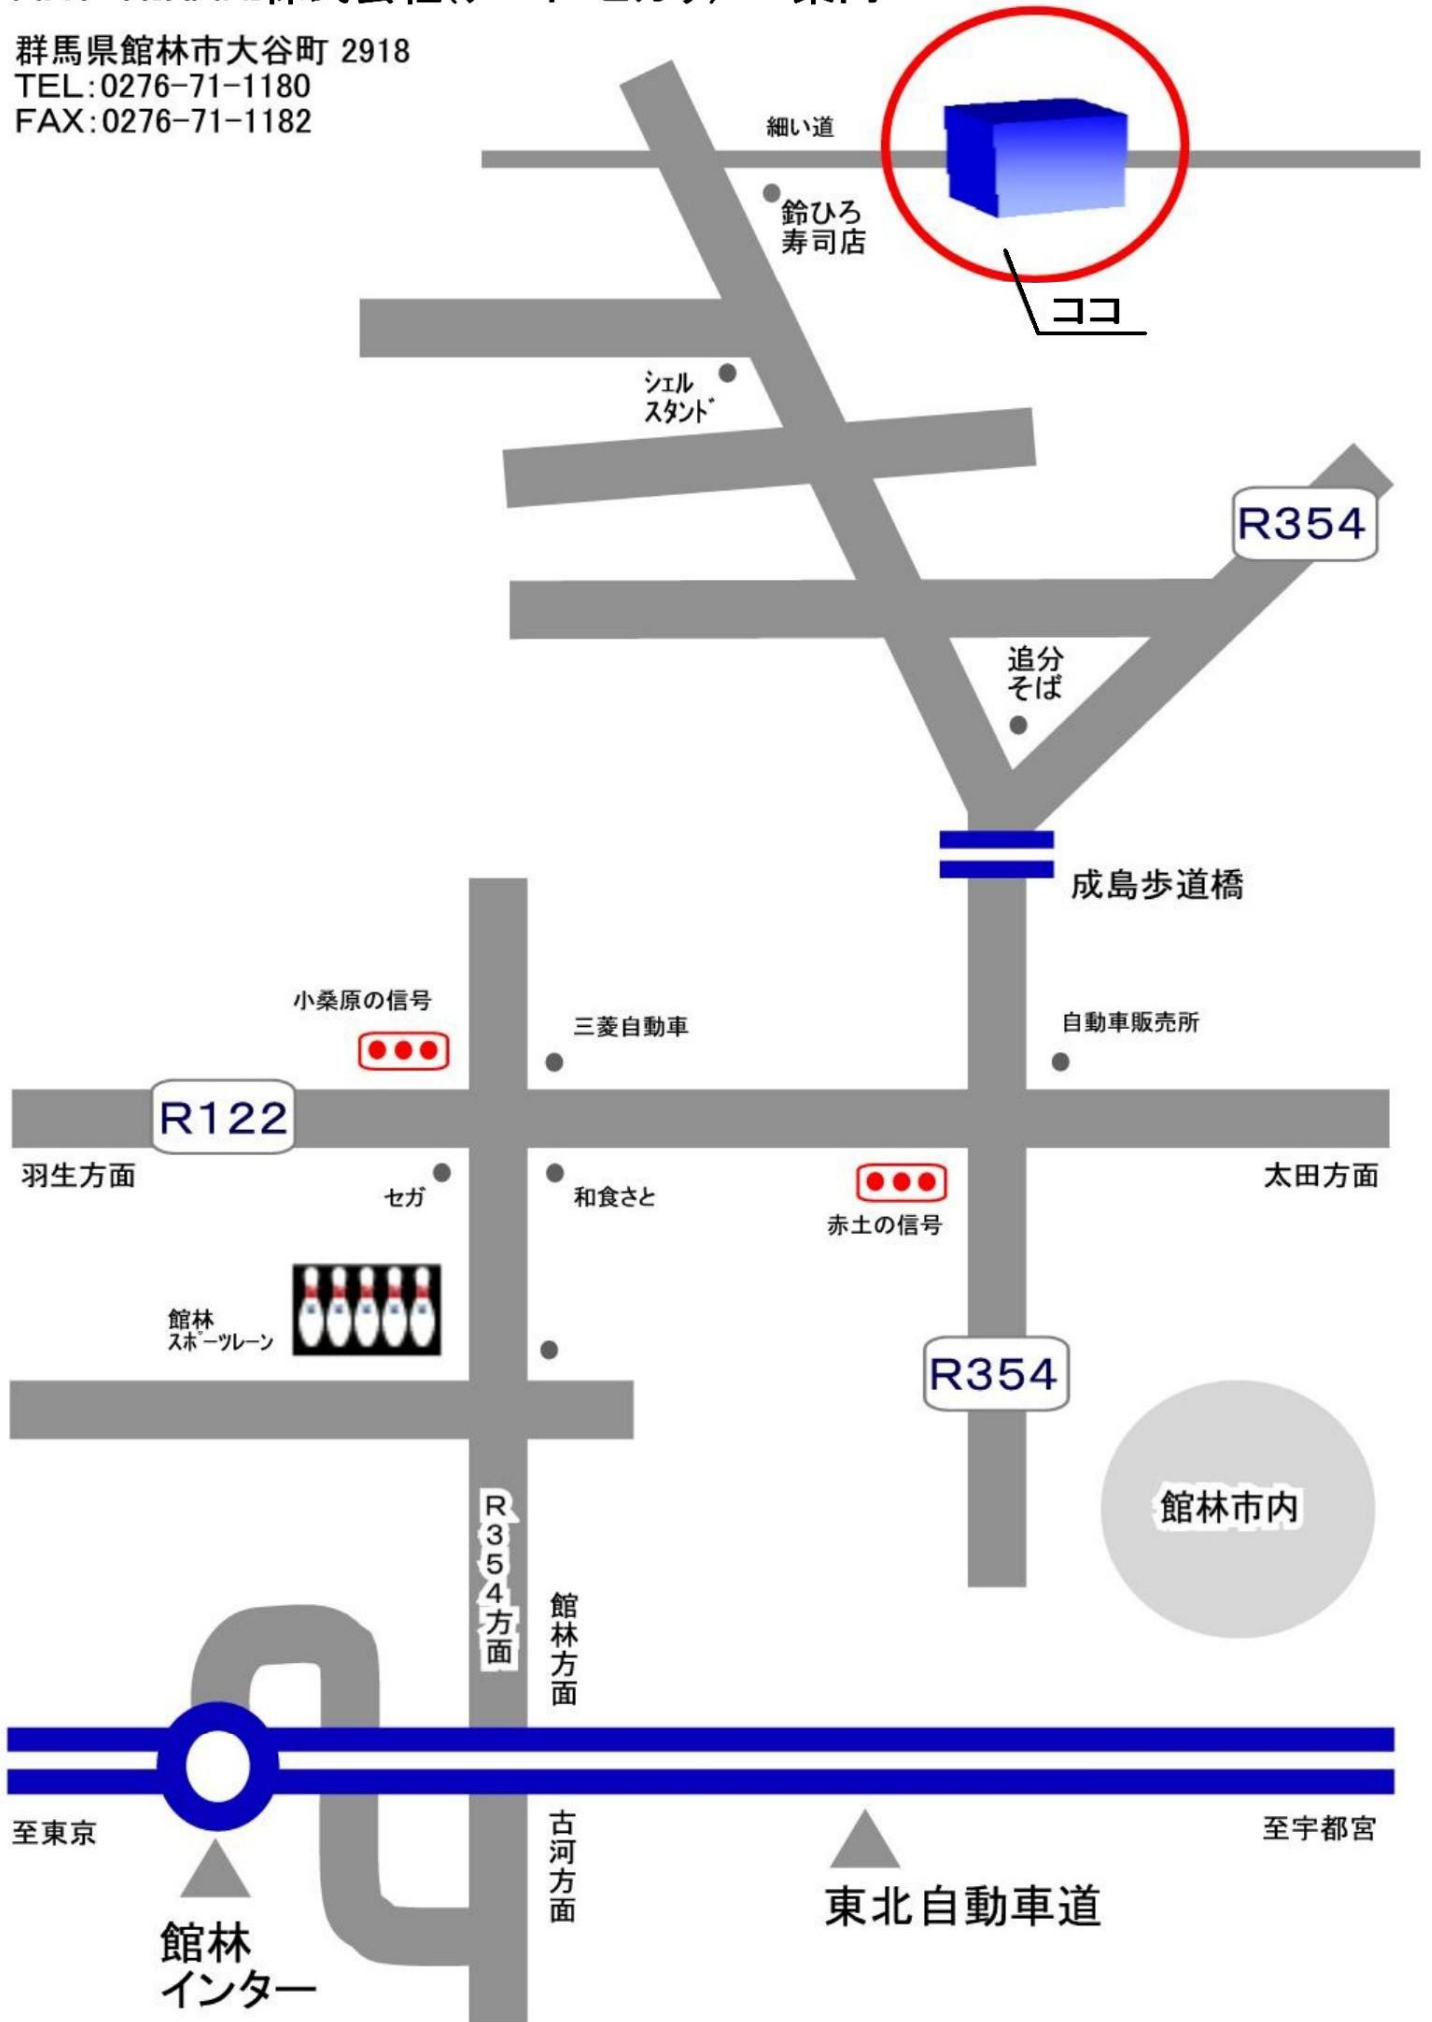 群馬県館林市大谷町 2918
TEL:0276-71-1180
FAX:0276-71-1182
細い道
鈴ひろ
寿司店
ココ
シェル
スタンド
R354
追分
そば
成島歩道橋
小桑原の信号
三菱自動車
自動車販売所
R122
羽生方面
セガ
和食さと
太田方面
赤土の信号
館林
スポーツレーン
R354
R354方面
館林方面
館林市内
至東京
古河方面
至宇都宮
東北自動車道
館林
インター